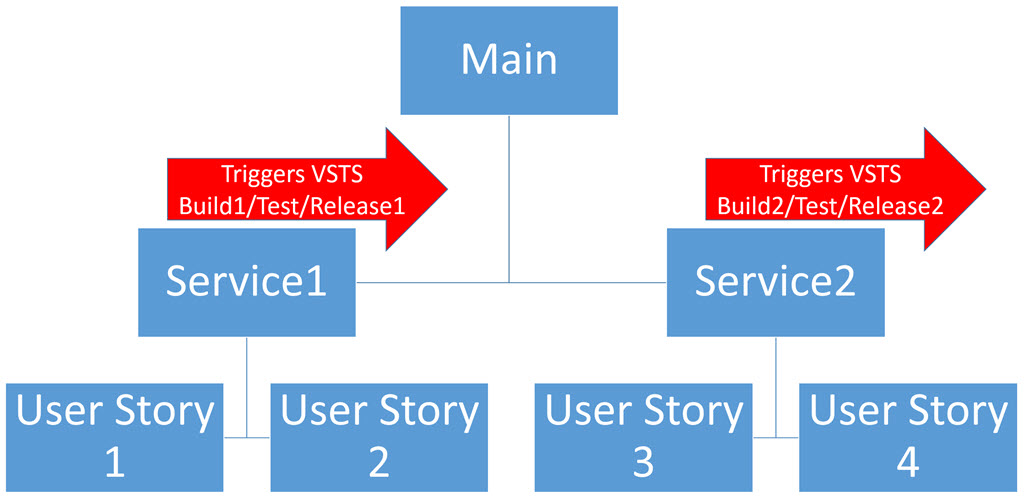 Main
Triggers VSTS
Build1/Test/Release1
Triggers VSTS
Build2/Test/Release2
Service1
Service2
User Story
1
User Story
2
User Story
3
User Story
4